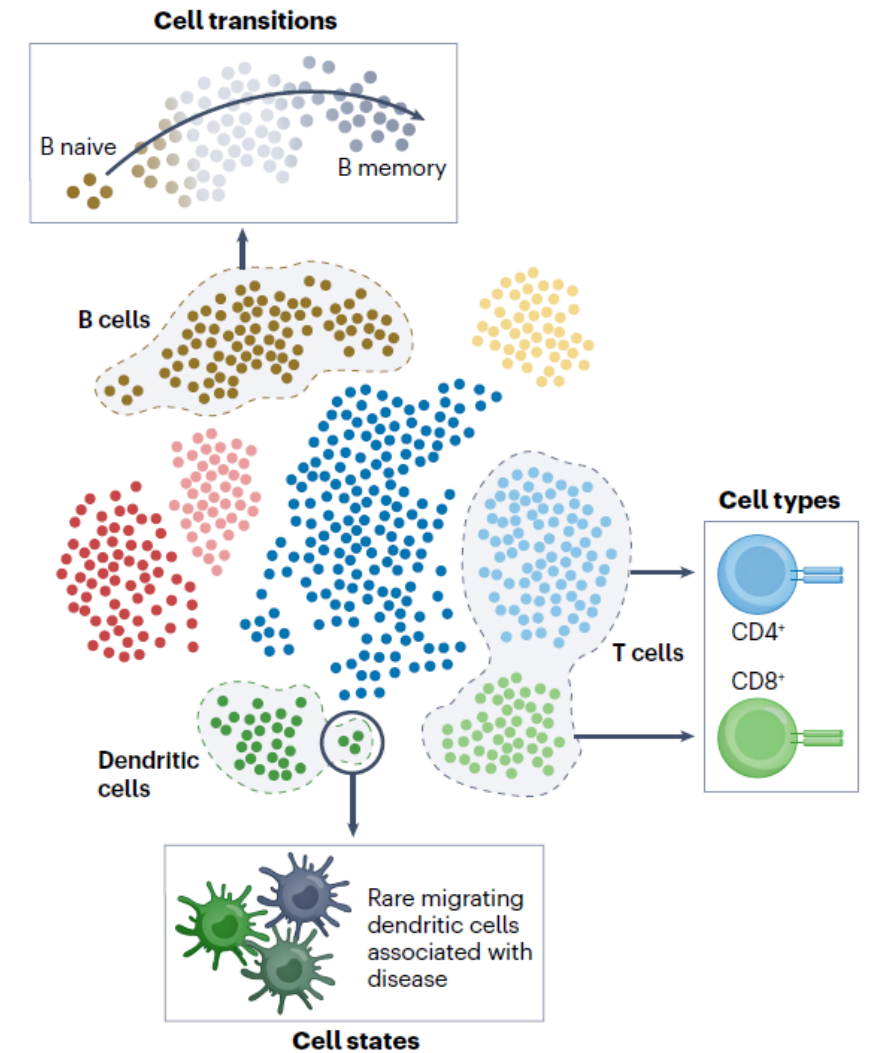 Cell transitions
B naive
B memory
B cells
Cell types
CD4⁺
T cells
CD8⁺
Dendritic
cells
Rare migrating
dendritic cells
associated with
disease
Cell states